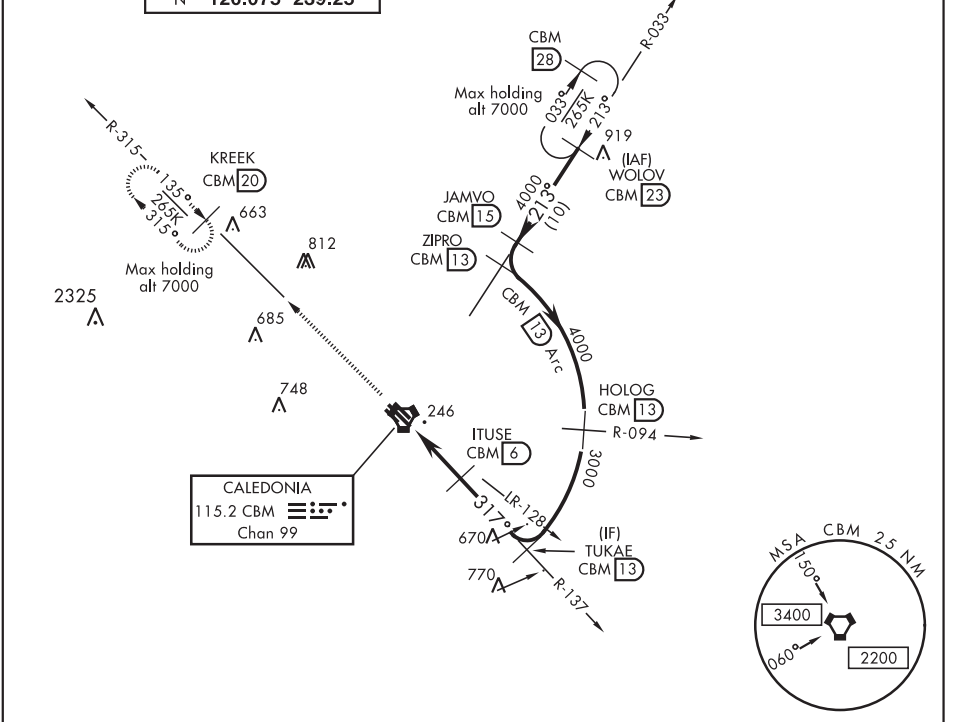 N 126.075 239.25
R-033
CBM
28
Max holding
alt 7000
033°
265K
213°
919
(IAF)
WOLOV
CBM 23
R-315
KREEK
CBM 20
135°
265K
315°
663
Max holding
alt 7000
812
2325
685
748
JAMVO
CBM 15
4000
213°
(10)
ZIPRO
CBM 13
CBM 13 Arc
4000
HOLOG
CBM 13
R-094
3000
246
ITUSE
CBM 6
CALEDONIA
115.2 CBM
Chan 99
317°
LR-128
670
(IF)
TUKAE
CBM 13
770
R-137
MSA CBM 25 NM
150°
3400
060°
2200